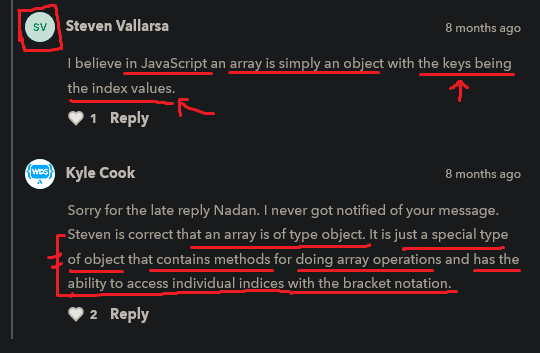 SV
Steven Vallarsa
8 months ago
I believe in JavaScript an array is simply an object with the keys being
the index values.
1 Reply
WDS
Kyle Cook
8 months ago
Sorry for the late reply Nadan. I never got notified of your message.
Steven is correct that an array is of type object. It is just a special type
of object that contains methods for doing array operations and has the
ability to access individual indices with the bracket notation.
2 Reply